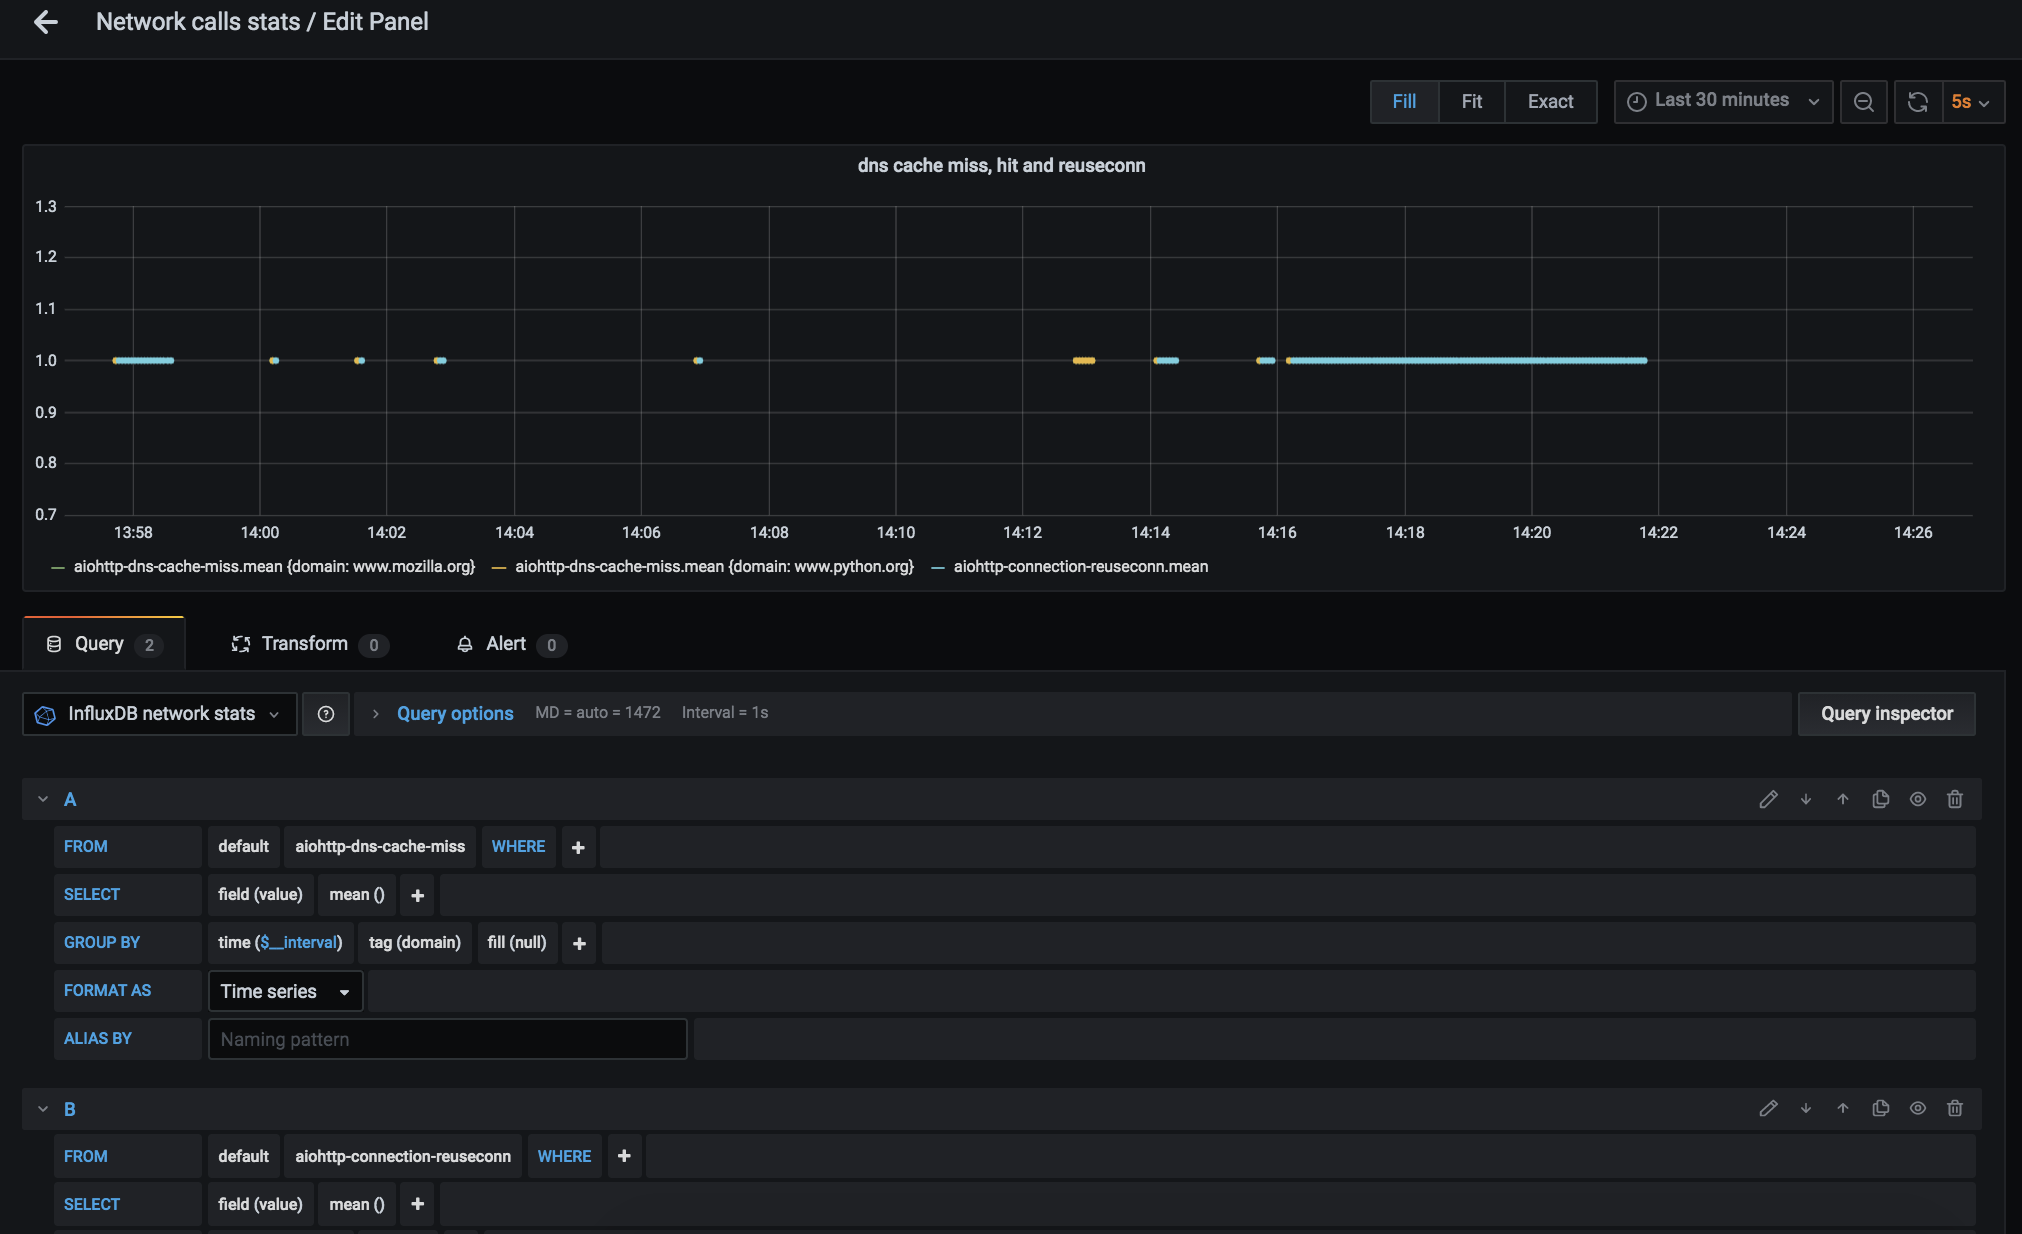 Network calls stats / Edit Panel
Fill Fit Exact Last 30 minutes 5s
dns cache miss, hit and reuseconn
1.3
1.2
1.1
1.0
0.9
0.8
0.7
13:58 14:00 14:02 14:04 14:06 14:08 14:10 14:12 14:14 14:16 14:18 14:20 14:22 14:24 14:26
aiohttp-dns-cache-miss.mean {domain: www.mozilla.org} aiohttp-dns-cache-miss.mean {domain: www.python.org} aiohttp-connection-reuseconn.mean
Query 2 Transform 0 Alert 0
InfluxDB network stats Query options MD = auto = 1472 Interval = 1s Query inspector
A
FROM default aiohttp-dns-cache-miss WHERE +
SELECT field (value) mean () +
GROUP BY time ($__interval) tag (domain) fill (null) +
FORMAT AS Time series
ALIAS BY Naming pattern
B
FROM default aiohttp-connection-reuseconn WHERE +
SELECT field (value) mean () +